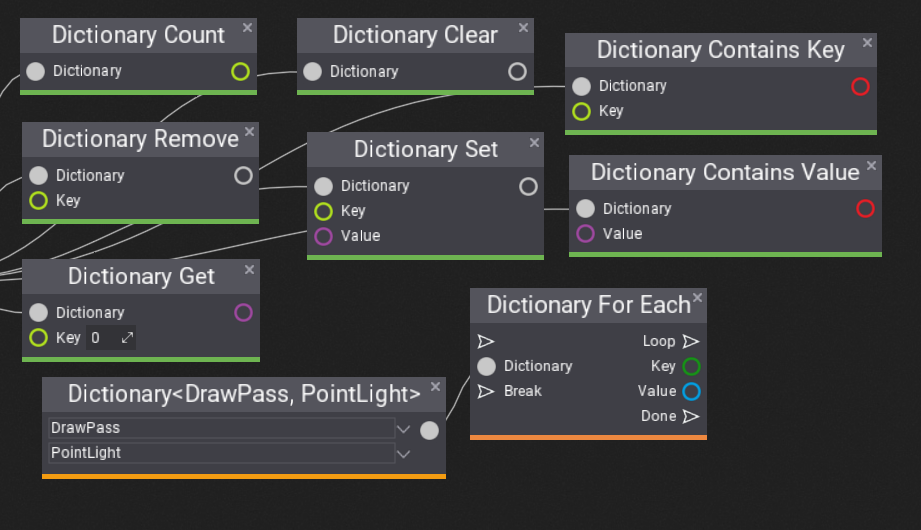 Dictionary Count
Dictionary
Dictionary Clear
Dictionary
Dictionary Contains Key
Dictionary
Key
Dictionary Remove
Dictionary
Key
Dictionary Set
Dictionary
Key
Value
Dictionary Contains Value
Dictionary
Value
Dictionary Get
Dictionary
Key 0
Dictionary For Each
Loop
Dictionary Key
Break Value
Done
Dictionary<DrawPass, PointLight>
DrawPass
PointLight